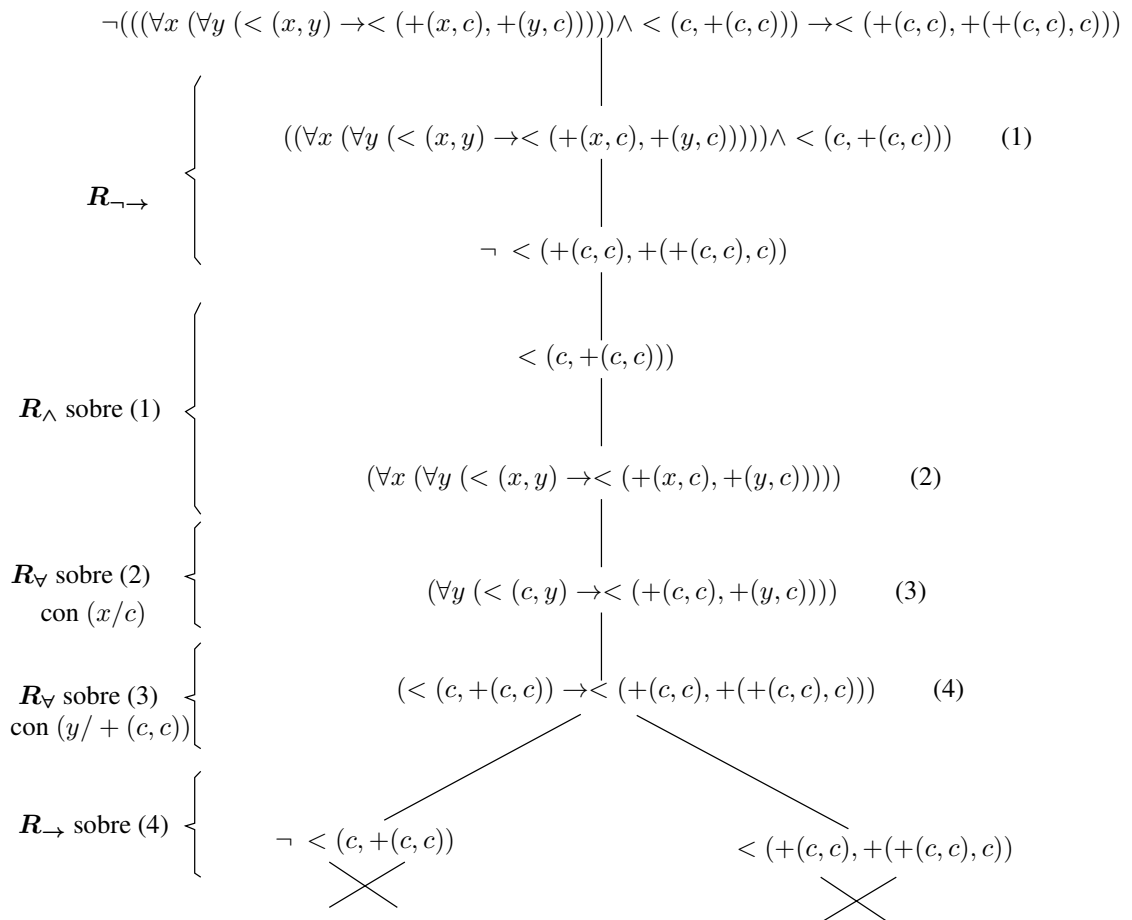 ¬(((∀x (∀y (< (x, y) →< (+(x, c), +(y, c)))))∧ < (c, +(c, c))) →< (+(c, c), +(+(c, c), c)))
((∀x (∀y (< (x, y) →< (+(x, c), +(y, c)))))∧ < (c, +(c, c))) (1)
R¬→
¬ < (+(c, c), +(+(c, c), c))
< (c, +(c, c)))
R∧ sobre (1)
(∀x (∀y (< (x, y) →< (+(x, c), +(y, c))))) (2)
R∀ sobre (2)
con (x/c)
(∀y (< (c, y) →< (+(c, c), +(y, c)))) (3)
R∀ sobre (3)
con (y/ + (c, c))
(< (c, +(c, c)) →< (+(c, c), +(+(c, c), c))) (4)
R→ sobre (4)
¬ < (c, +(c, c))
< (+(c, c), +(+(c, c), c))